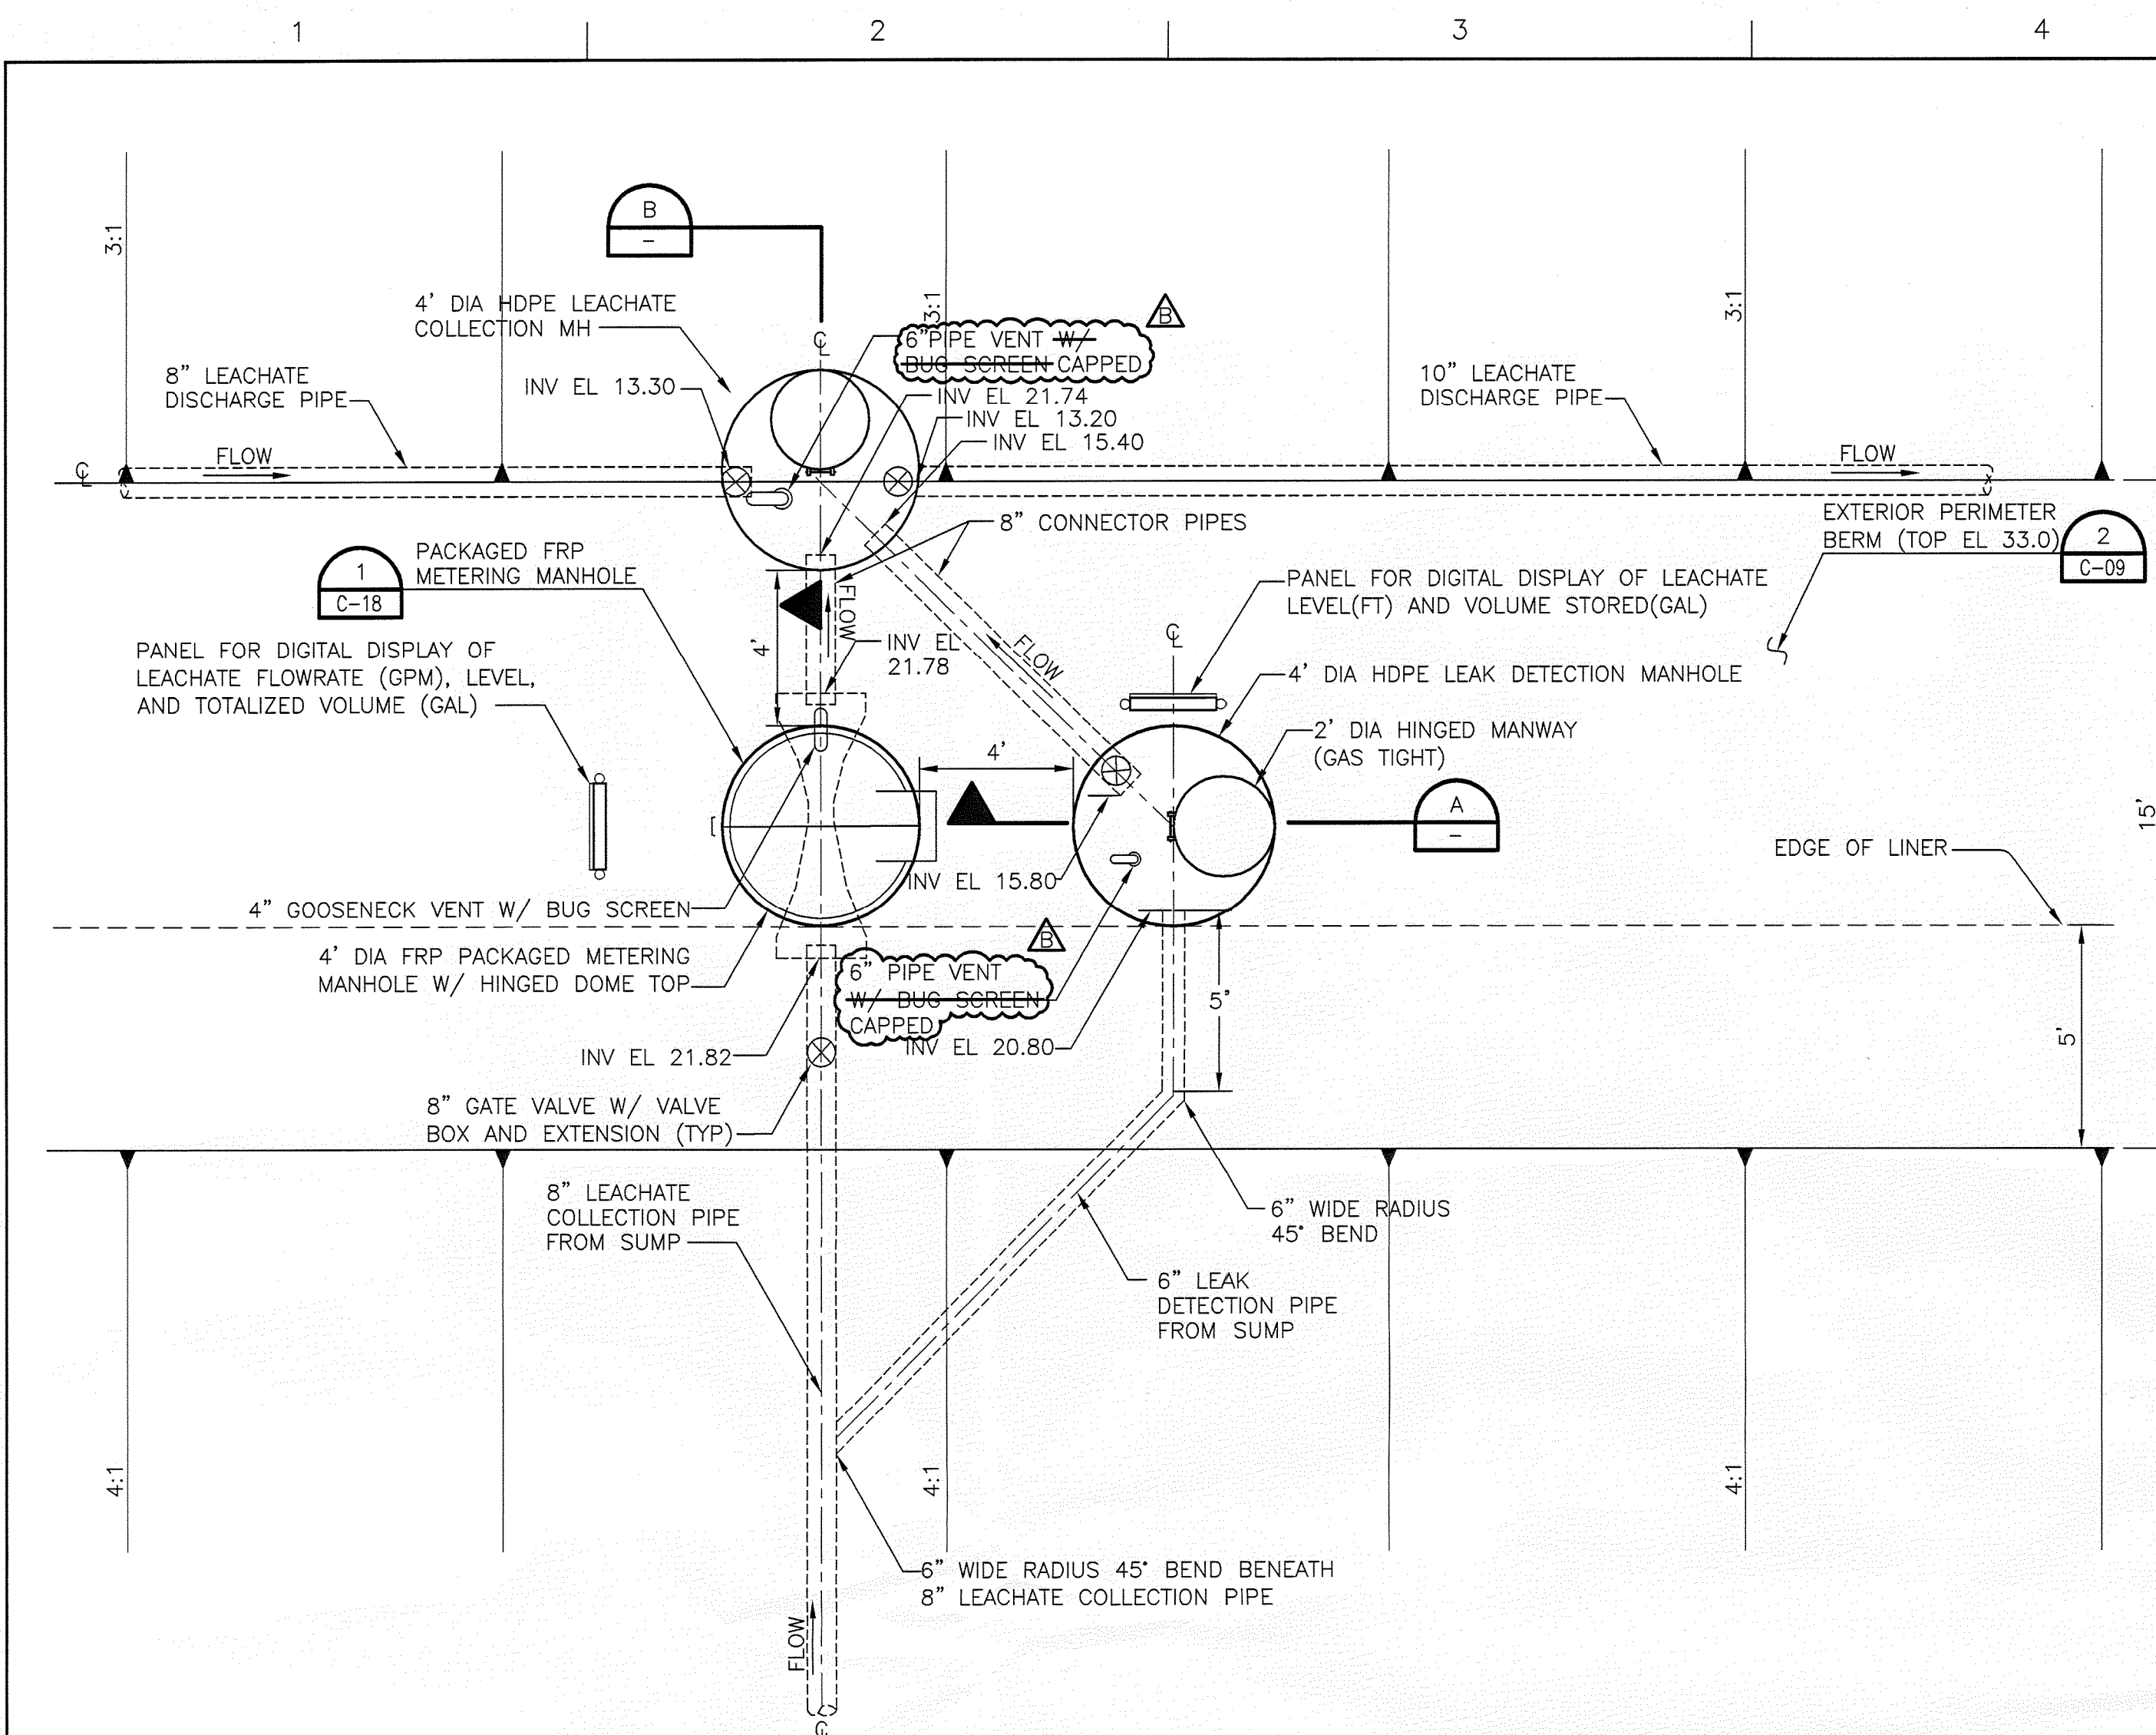 1
2
3
4
3:1
B
-
4' DIA HDPE LEACHATE
COLLECTION MH
3:1
B
3:1
℄
6"PIPE VENT W/
BUG SCREEN CAPPED
8" LEACHATE
DISCHARGE PIPE
INV EL 13.30
INV EL 21.74
INV EL 13.20
INV EL 15.40
10" LEACHATE
DISCHARGE PIPE
℄
FLOW
FLOW
8" CONNECTOR PIPES
EXTERIOR PERIMETER
BERM (TOP EL 33.0)
2
C-09
1
C-18
PACKAGED FRP
METERING MANHOLE
PANEL FOR DIGITAL DISPLAY OF LEACHATE
LEVEL(FT) AND VOLUME STORED(GAL)
4'
FLOW
INV EL
21.78
FLOW
℄
PANEL FOR DIGITAL DISPLAY OF
LEACHATE FLOWRATE (GPM), LEVEL,
AND TOTALIZED VOLUME (GAL)
4' DIA HDPE LEAK DETECTION MANHOLE
2' DIA HINGED MANWAY
(GAS TIGHT)
4'
A
-
15'
EDGE OF LINER
INV EL 15.80
4" GOOSENECK VENT W/ BUG SCREEN
4' DIA FRP PACKAGED METERING
MANHOLE W/ HINGED DOME TOP
B
6" PIPE VENT
W/ BUG SCREEN
CAPPED
5'
5'
INV EL 21.82
INV EL 20.80
8" GATE VALVE W/ VALVE
BOX AND EXTENSION (TYP)
8" LEACHATE
COLLECTION PIPE
FROM SUMP
6" WIDE RADIUS
45° BEND
6" LEAK
DETECTION PIPE
FROM SUMP
4:1
4:1
4:1
6" WIDE RADIUS 45° BEND BENEATH
8" LEACHATE COLLECTION PIPE
FLOW
℄